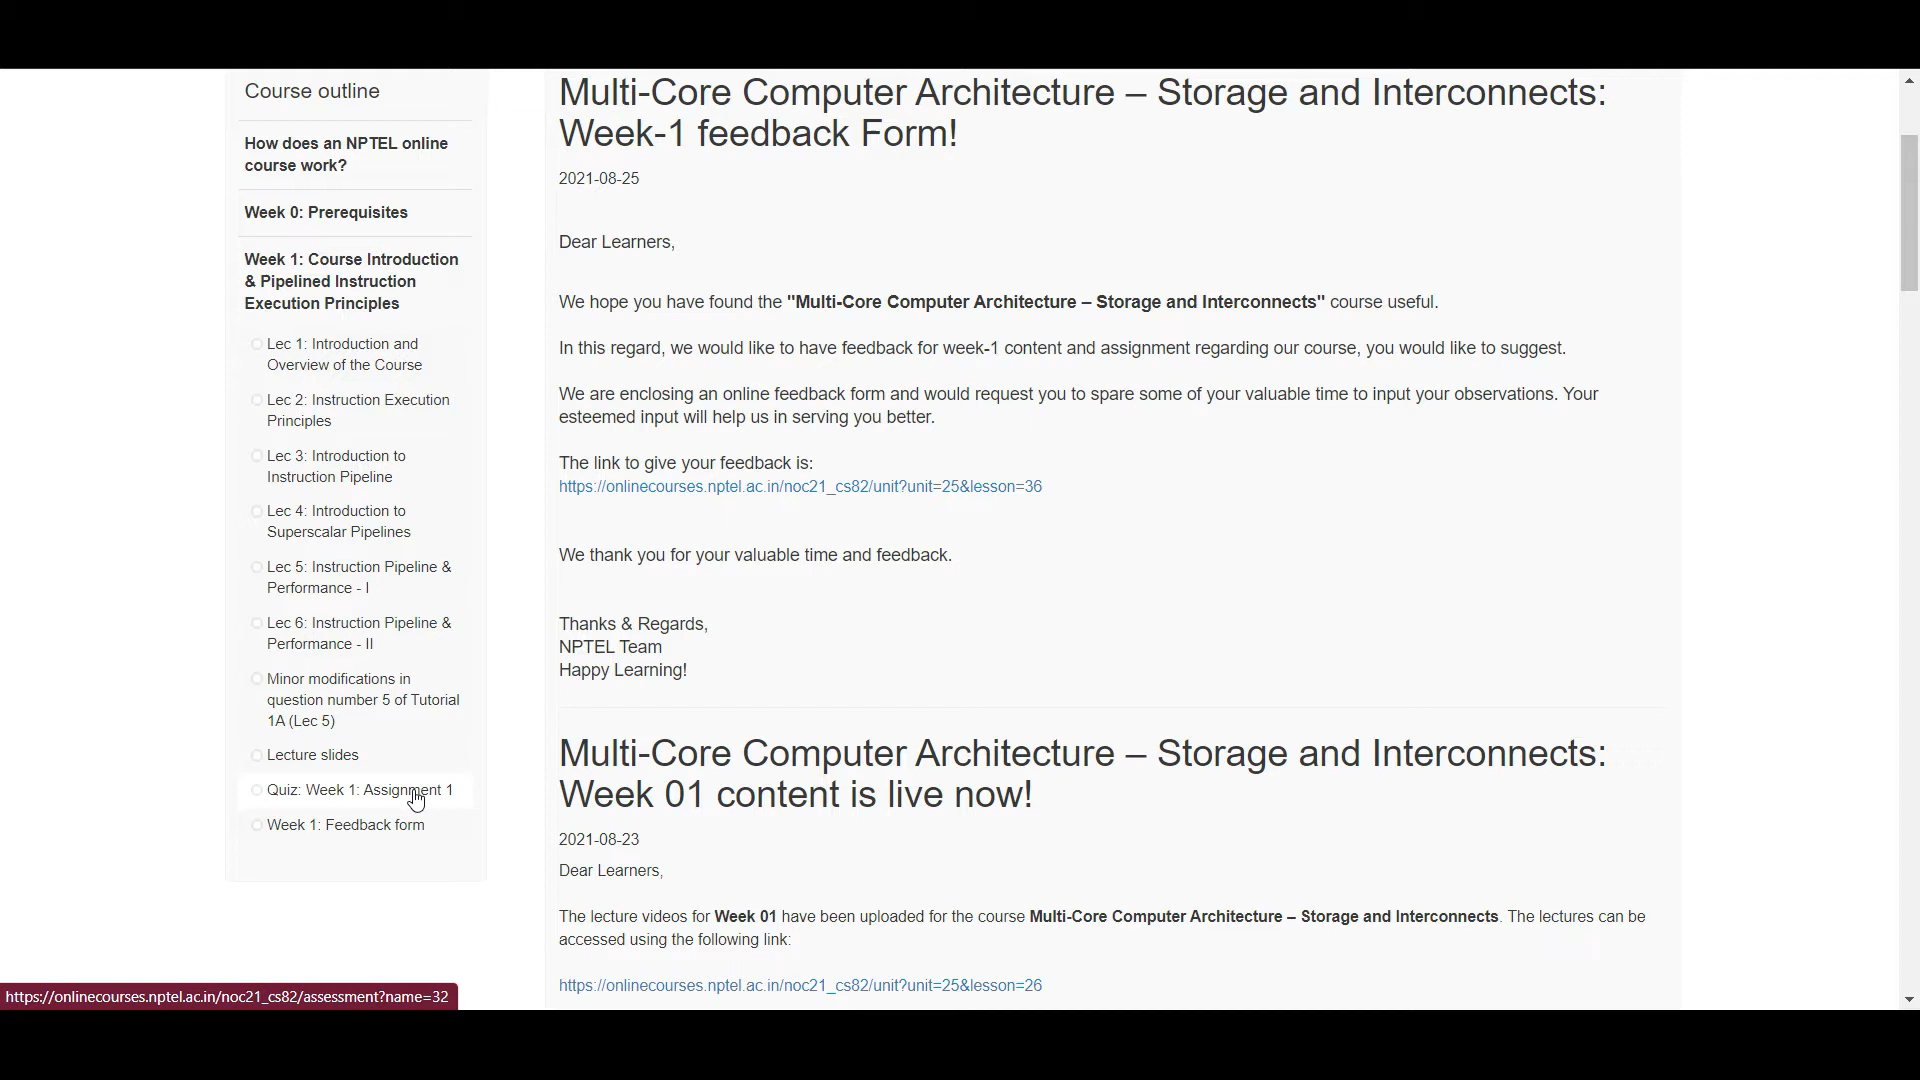 Course outline
How does an NPTEL online
course work?
Week 0: Prerequisites
Week 1: Course Introduction
& Pipelined Instruction
Execution Principles
Lec 1: Introduction and
Overview of the Course
Lec 2: Instruction Execution
Principles
Lec 3: Introduction to
Instruction Pipeline
Lec 4: Introduction to
Superscalar Pipelines
Lec 5: Instruction Pipeline &
Performance - I
Lec 6: Instruction Pipeline &
Performance - II
Minor modifications in
question number 5 of Tutorial
1A (Lec 5)
Lecture slides
Quiz: Week 1: Assignment 1
Week 1: Feedback form
Multi-Core Computer Architecture – Storage and Interconnects:
Week-1 feedback Form!
2021-08-25
Dear Learners,
We hope you have found the "Multi-Core Computer Architecture – Storage and Interconnects" course useful.
In this regard, we would like to have feedback for week-1 content and assignment regarding our course, you would like to suggest.
We are enclosing an online feedback form and would request you to spare some of your valuable time to input your observations. Your
esteemed input will help us in serving you better.
The link to give your feedback is:
https://onlinecourses.nptel.ac.in/noc21_cs82/unit?unit=25&lesson=36
We thank you for your valuable time and feedback.
Thanks & Regards,
NPTEL Team
Happy Learning!
Multi-Core Computer Architecture – Storage and Interconnects:
Week 01 content is live now!
2021-08-23
Dear Learners,
The lecture videos for Week 01 have been uploaded for the course Multi-Core Computer Architecture – Storage and Interconnects. The lectures can be
accessed using the following link:
https://onlinecourses.nptel.ac.in/noc21_cs82/unit?unit=25&lesson=26
https://onlinecourses.nptel.ac.in/noc21_cs82/assessment?name=32